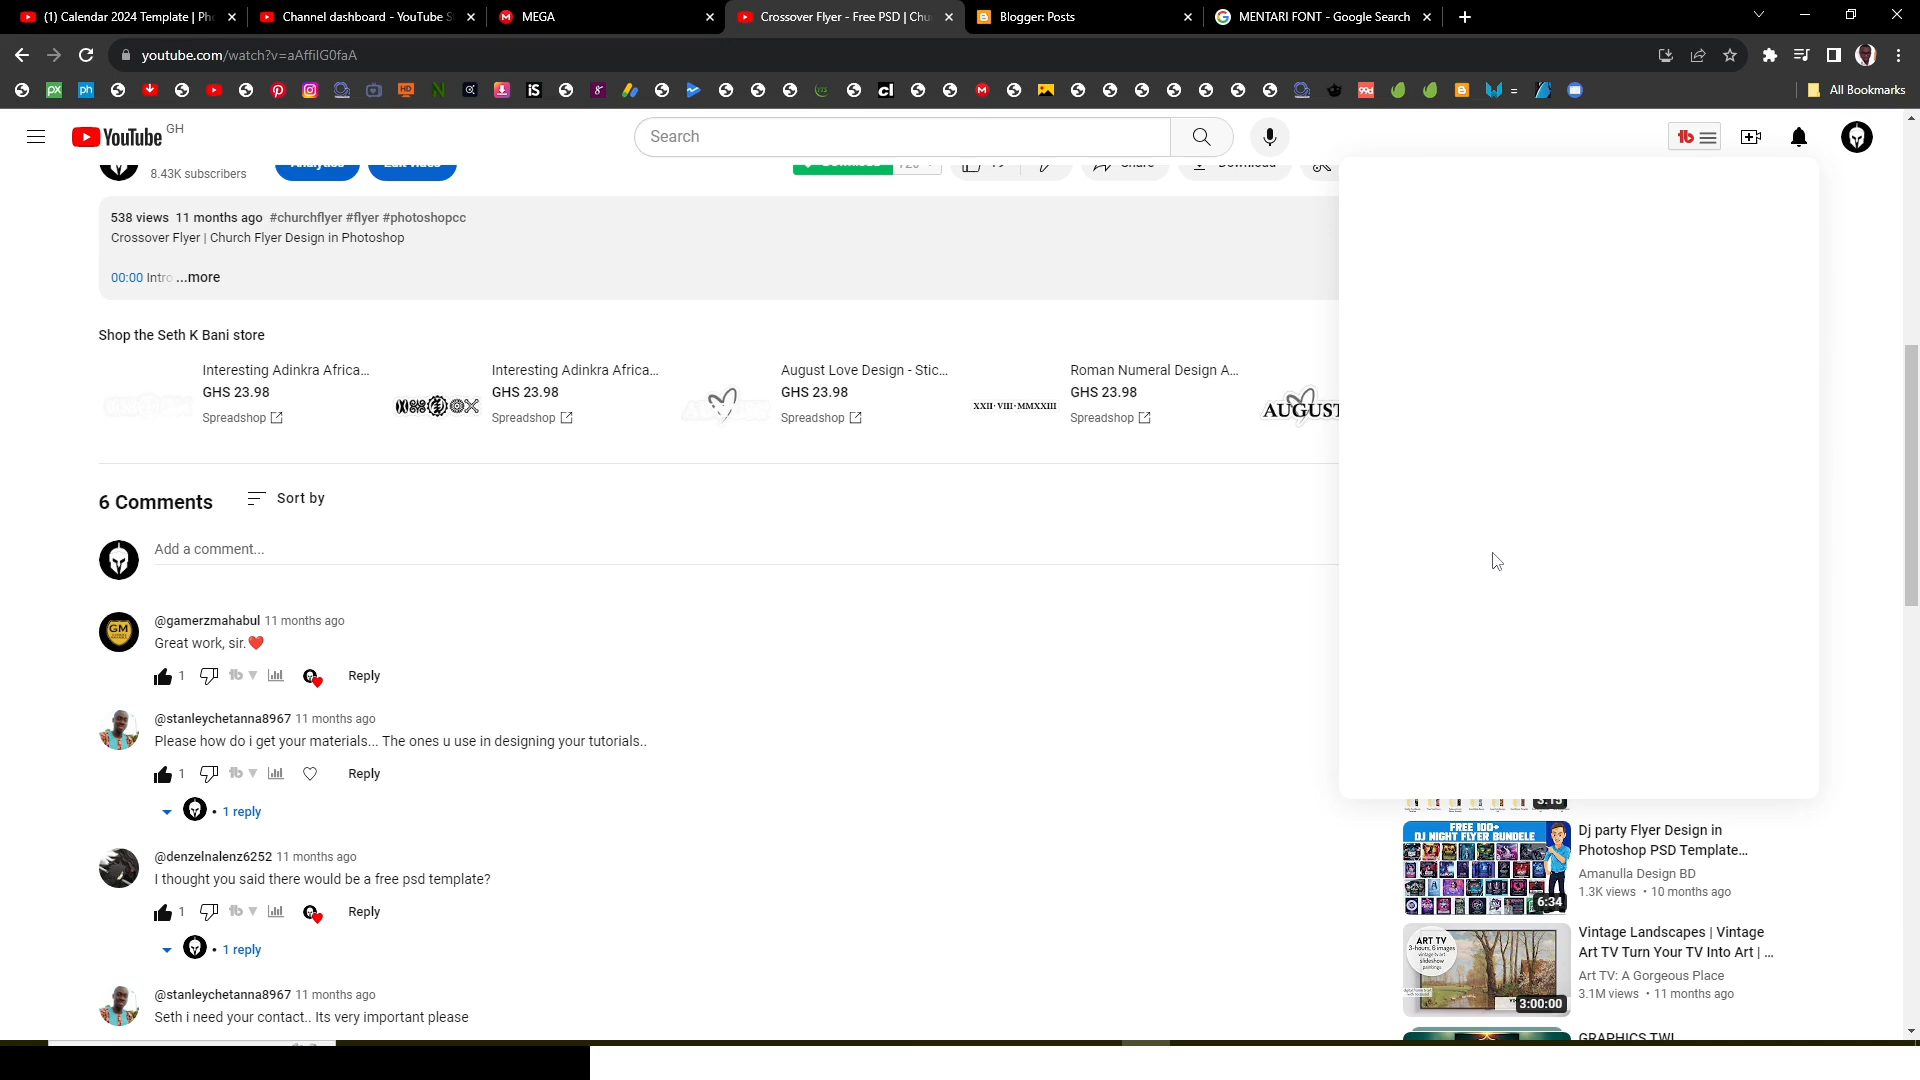 (1) Calendar 2024 Template | Ph
Channel dashboard - YouTube S
MEGA
Crossover Flyer - Free PSD | Chu
Blogger: Posts
MENTARI FONT - Google Search
youtube.com/watch?v=aAffilG0faA
All Bookmarks
YouTube GH
Search
8.43K subscribers
538 views 11 months ago #churchflyer #flyer #photoshopcc
Crossover Flyer | Church Flyer Design in Photoshop
00:00 Intro ...more
Shop the Seth K Bani store
Interesting Adinkra Africa...
GHS 23.98
Spreadshop
Interesting Adinkra Africa...
GHS 23.98
Spreadshop
August Love Design - Stic...
GHS 23.98
Spreadshop
XXII·VIII·MMXXIII
Roman Numeral Design A...
GHS 23.98
Spreadshop
AUGUST
6 Comments
Sort by
Add a comment...
@gamerzmahabul 11 months ago
Great work, sir.❤️
1 Reply
@stanleychetanna8967 11 months ago
Please how do i get your materials... The ones u use in designing your tutorials..
1 Reply
1 reply
@denzelnalenz6252 11 months ago
I thought you said there would be a free psd template?
1 Reply
1 reply
@stanleychetanna8967 11 months ago
Seth i need your contact.. Its very important please
3:15
FREE 100+
DJ NIGHT FLYER BUNDELE
6:34
Dj party Flyer Design in
Photoshop PSD Template...
Amanulla Design BD
1.3K views • 10 months ago
ART TV
3:00:00
Vintage Landscapes | Vintage
Art TV Turn Your TV Into Art | ...
Art TV: A Gorgeous Place
3.1M views • 11 months ago
GRAPHICS TWI